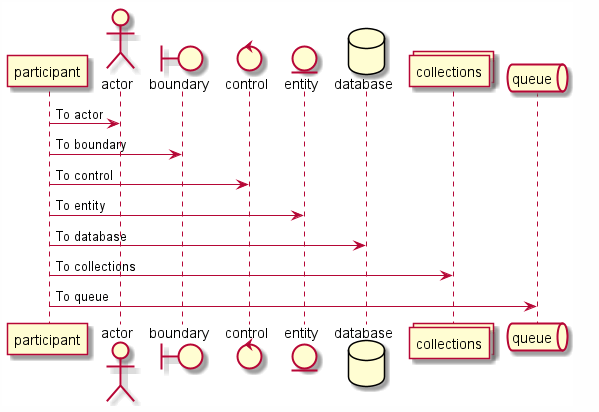 participant
actor
boundary
control
entity
database
collections
queue
To actor
To boundary
To control
To entity
To database
To collections
To queue
participant
actor
boundary
control
entity
database
collections
queue